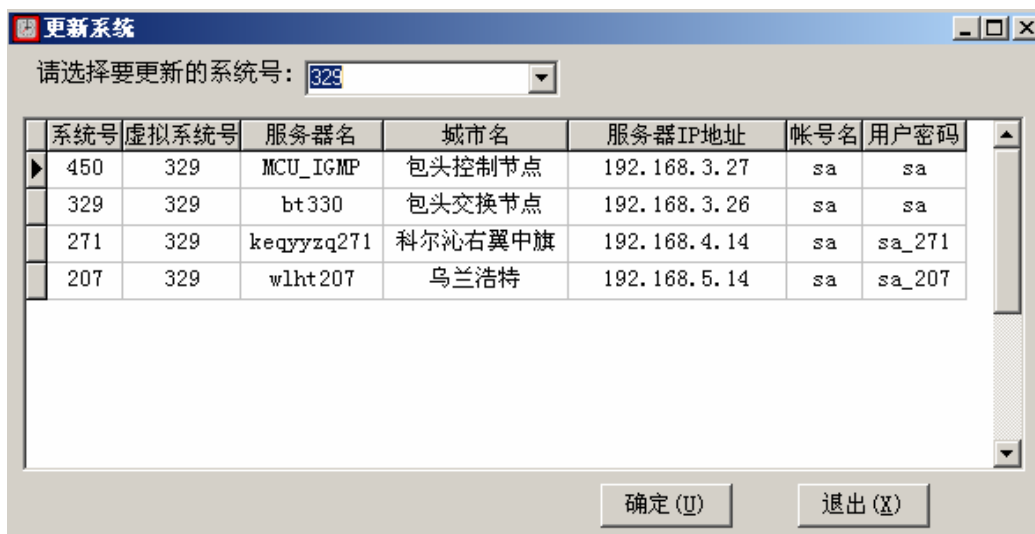 更新系统
请选择要更新的系统号: 329
系统号 虚拟系统号 服务器名 城市名 服务器IP地址 帐号名 用户密码
450 329 MCU_IGMP 包头控制节点 192.168.3.27 sa sa
329 329 bt330 包头交换节点 192.168.3.26 sa sa
271 329 keqyyzq271 科尔沁右翼中旗 192.168.4.14 sa sa_271
207 329 wlht207 乌兰浩特 192.168.5.14 sa sa_207
确定(U) 退出(X)